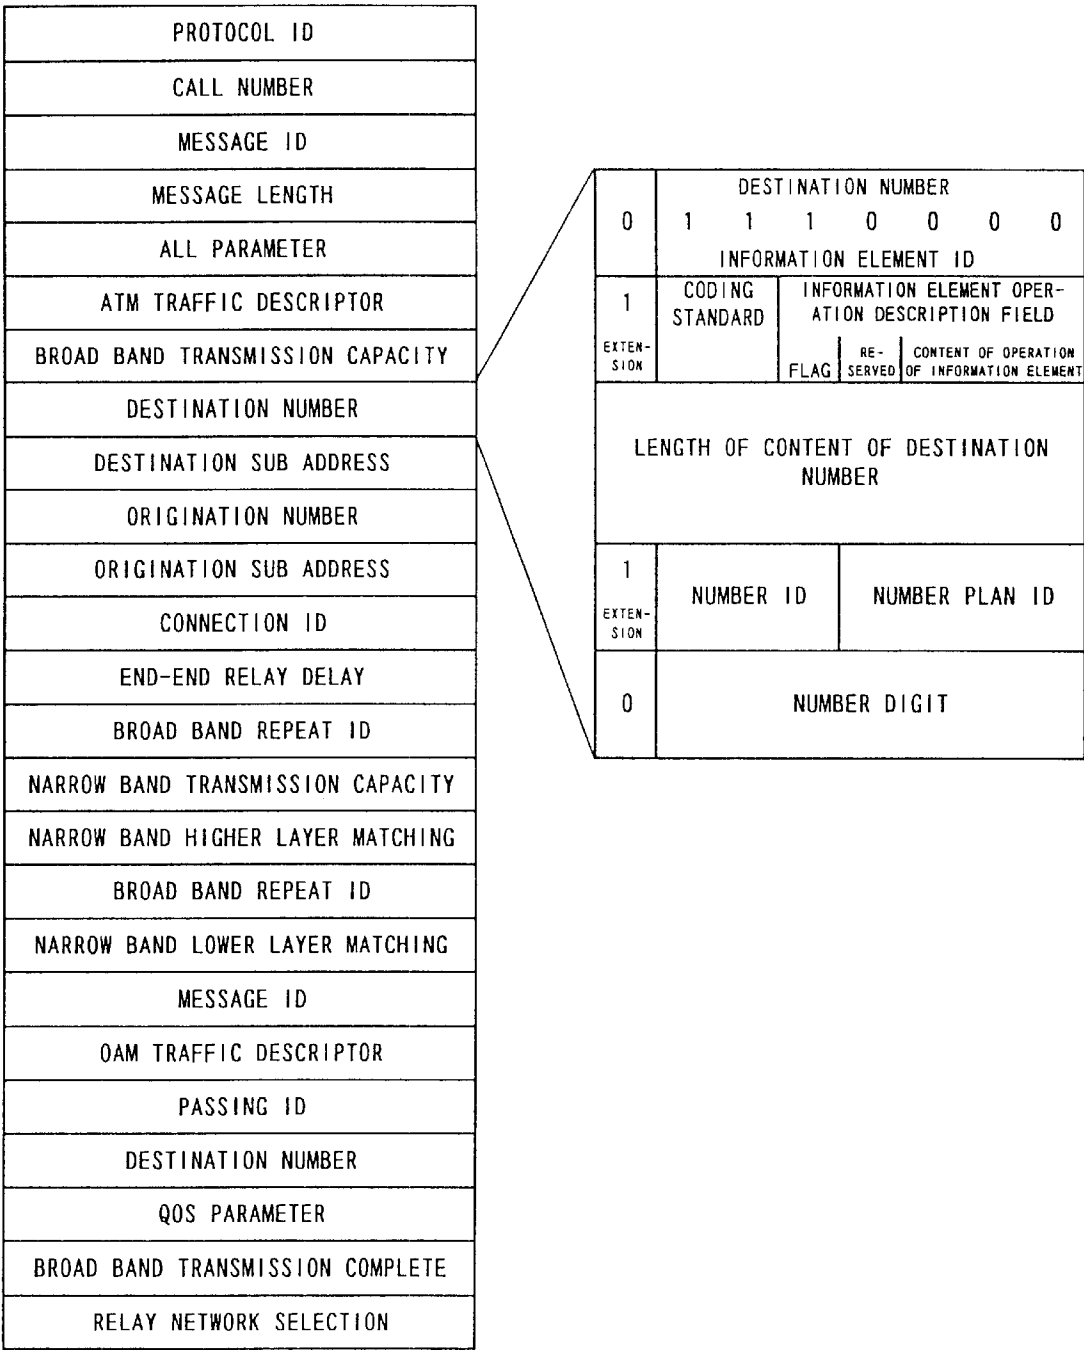 PROTOCOL ID
CALL NUMBER
MESSAGE ID
MESSAGE LENGTH
ALL PARAMETER
ATM TRAFFIC DESCRIPTOR
BROAD BAND TRANSMISSION CAPACITY
DESTINATION NUMBER
DESTINATION SUB ADDRESS
ORIGINATION NUMBER
ORIGINATION SUB ADDRESS
CONNECTION ID
END-END RELAY DELAY
BROAD BAND REPEAT ID
NARROW BAND TRANSMISSION CAPACITY
NARROW BAND HIGHER LAYER MATCHING
BROAD BAND REPEAT ID
NARROW BAND LOWER LAYER MATCHING
MESSAGE ID
OAM TRAFFIC DESCRIPTOR
PASSING ID
DESTINATION NUMBER
QOS PARAMETER
BROAD BAND TRANSMISSION COMPLETE
RELAY NETWORK SELECTION
DESTINATION NUMBER
0 1 1 1 0 0 0 0
INFORMATION ELEMENT ID
1
EXTEN-
SION
CODING
STANDARD
INFORMATION ELEMENT OPER-
ATION DESCRIPTION FIELD
FLAG
RE-
SERVED
CONTENT OF OPERATION
OF INFORMATION ELEMENT
LENGTH OF CONTENT OF DESTINATION
NUMBER
1
EXTEN-
SION
NUMBER ID
NUMBER PLAN ID
0
NUMBER DIGIT